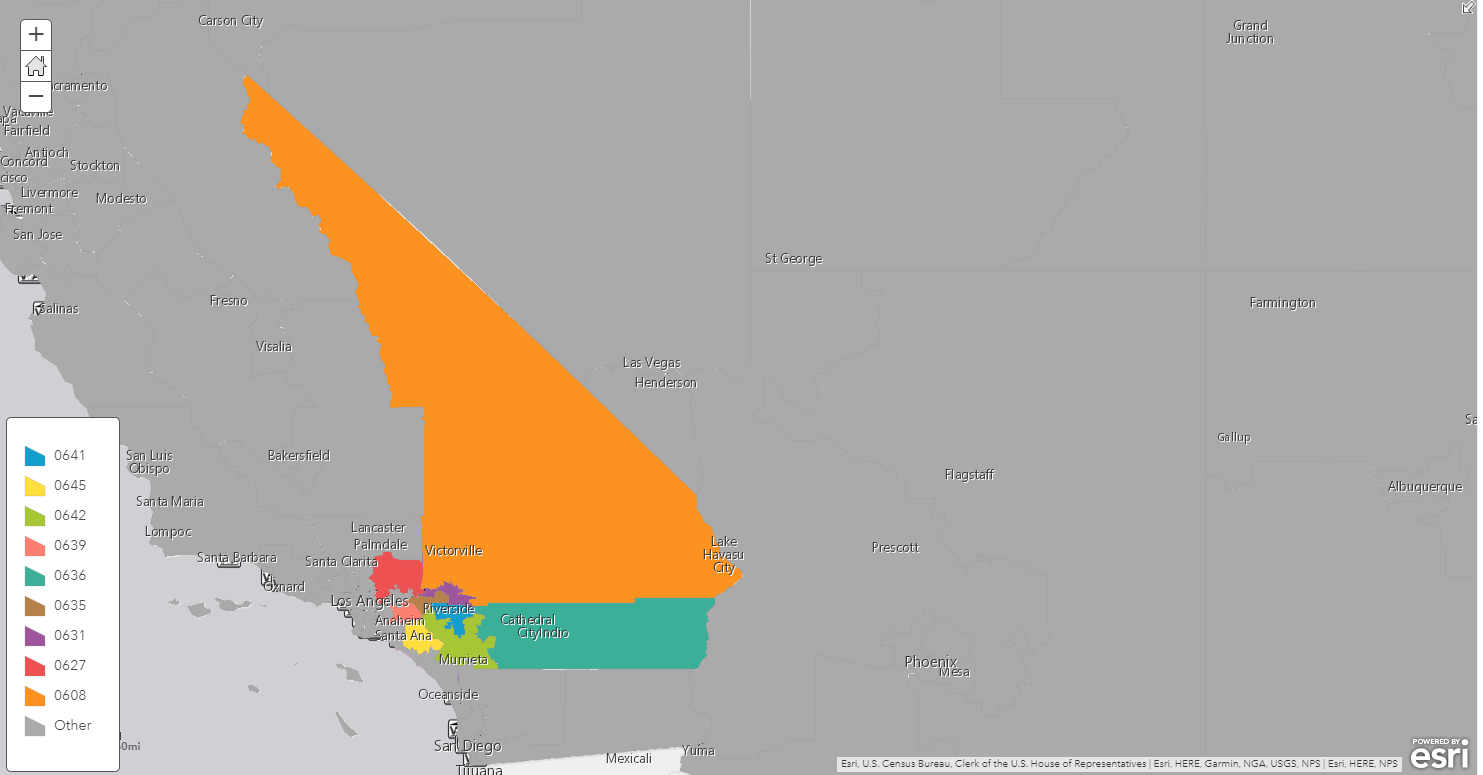 Carson City
Grand
Junction
+
−
cramento
Vacaville
apa
Fairfield
Antioch
Concord
Stockton
cisco
Livermore
Modesto
Fremont
San Jose
St George
Salinas
Fresno
Farmington
Visalia
Las Vegas
Henderson
Gallup
Sa
San Luis
Obispo
Bakersfield
Flagstaff
Albuquerque
Santa Maria
Lompoc
Lancaster
Palmdale
Victorville
Lake
Havasu
City
Prescott
Santa Barbara
Santa Clarita
Oxnard
Los Angeles
Riverside
Anaheim
Santa Ana
Cathedral
City
Indio
Murrieta
Phoenix
Mesa
Oceanside
San Diego
Tijuana
Mexicali
Yuma
0641
0645
0642
0639
0636
0635
0631
0627
0608
Other
0mi
Esri, U.S. Census Bureau, Clerk of the U.S. House of Representatives | Esri, HERE, Garmin, NGA, USGS, NPS | Esri, HERE, NPS
POWERED BY
esri